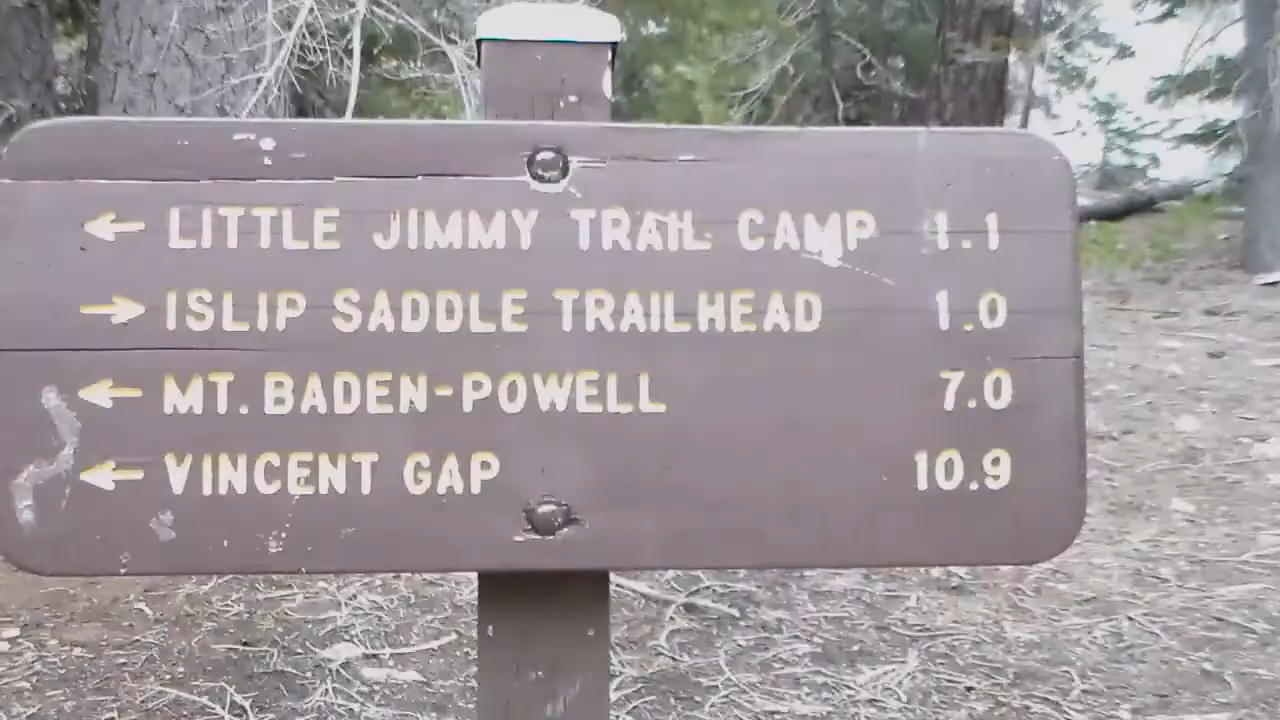 ← LITTLE JIMMY TRAIL CAMP 1.1
→ ISLIP SADDLE TRAILHEAD 1.0
← MT. BADEN-POWELL 7.0
← VINCENT GAP 10.9